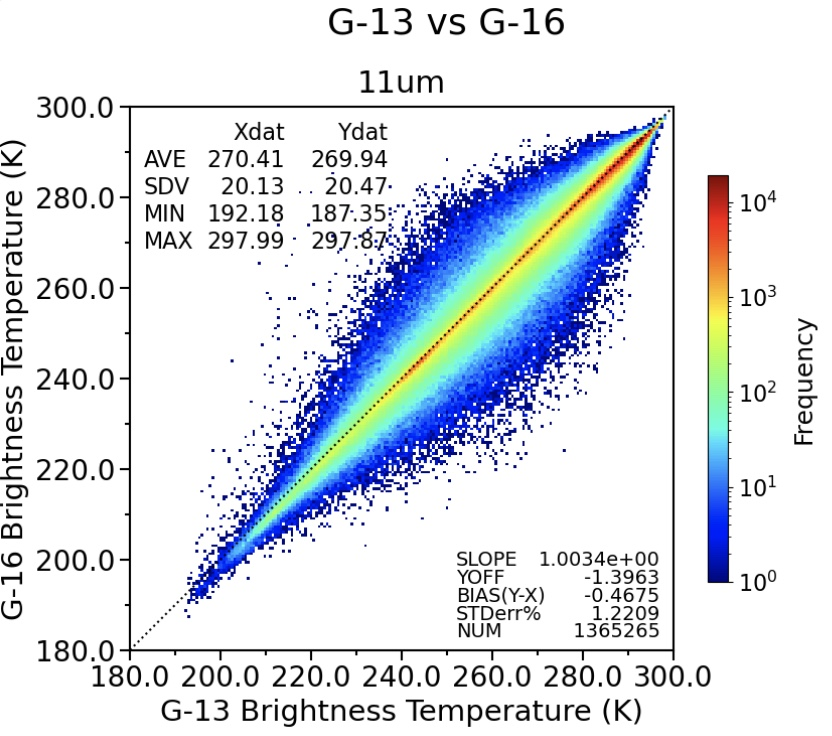 G-13 vs G-16
11um
300.0
280.0
260.0
240.0
220.0
200.0
180.0
G-16 Brightness Temperature (K)
Xdat Ydat
AVE 270.41 269.94
SDV 20.13 20.47
MIN 192.18 187.35
MAX 297.99 297.87
SLOPE 1.0034e+00
YOFF -1.3963
BIAS(Y-X) -0.4675
STDerr% 1.2209
NUM 1365265
180.0 200.0 220.0 240.0 260.0 280.0 300.0
G-13 Brightness Temperature (K)
10⁴
10³
10²
10¹
10⁰
Frequency